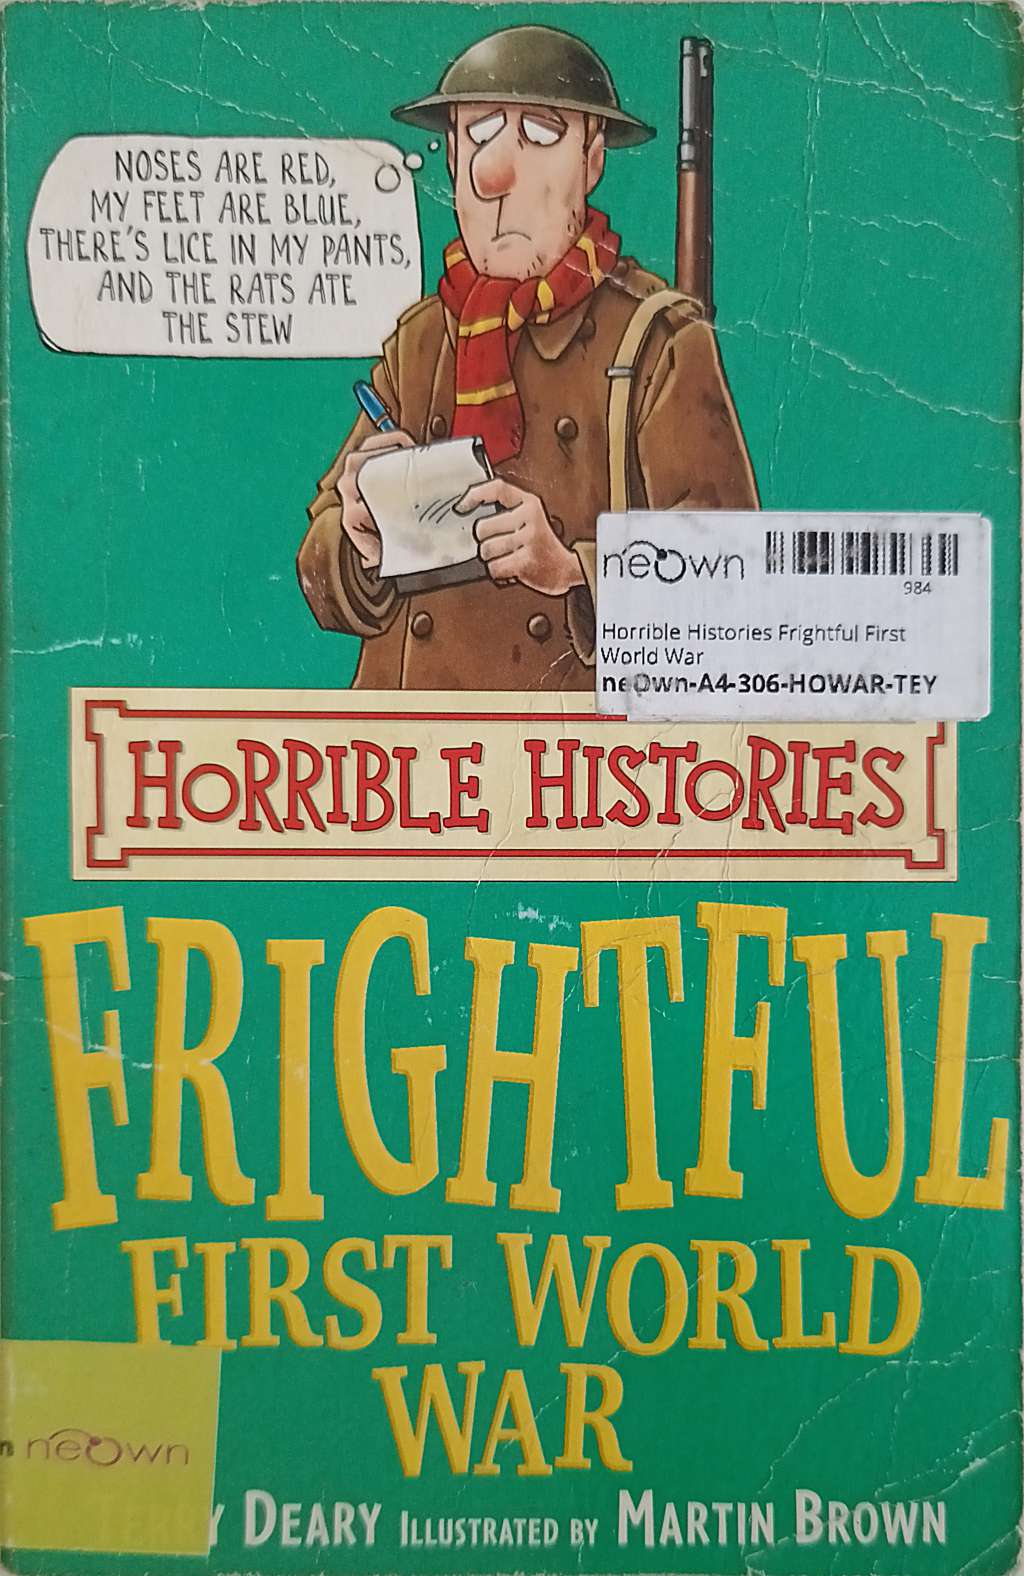 NOSES ARE RED,
MY FEET ARE BLUE,
THERE'S LICE IN MY PANTS,
AND THE RATS ATE
THE STEW
neOwn
984
Horrible Histories Frightful First
World War
neOwn-A4-306-HOWAR-TEY
HORRIBLE HISTORIES
FRIGHTFUL
FIRST WORLD
WAR
n neOwn
TERRY DEARY ILLUSTRATED BY MARTIN BROWN